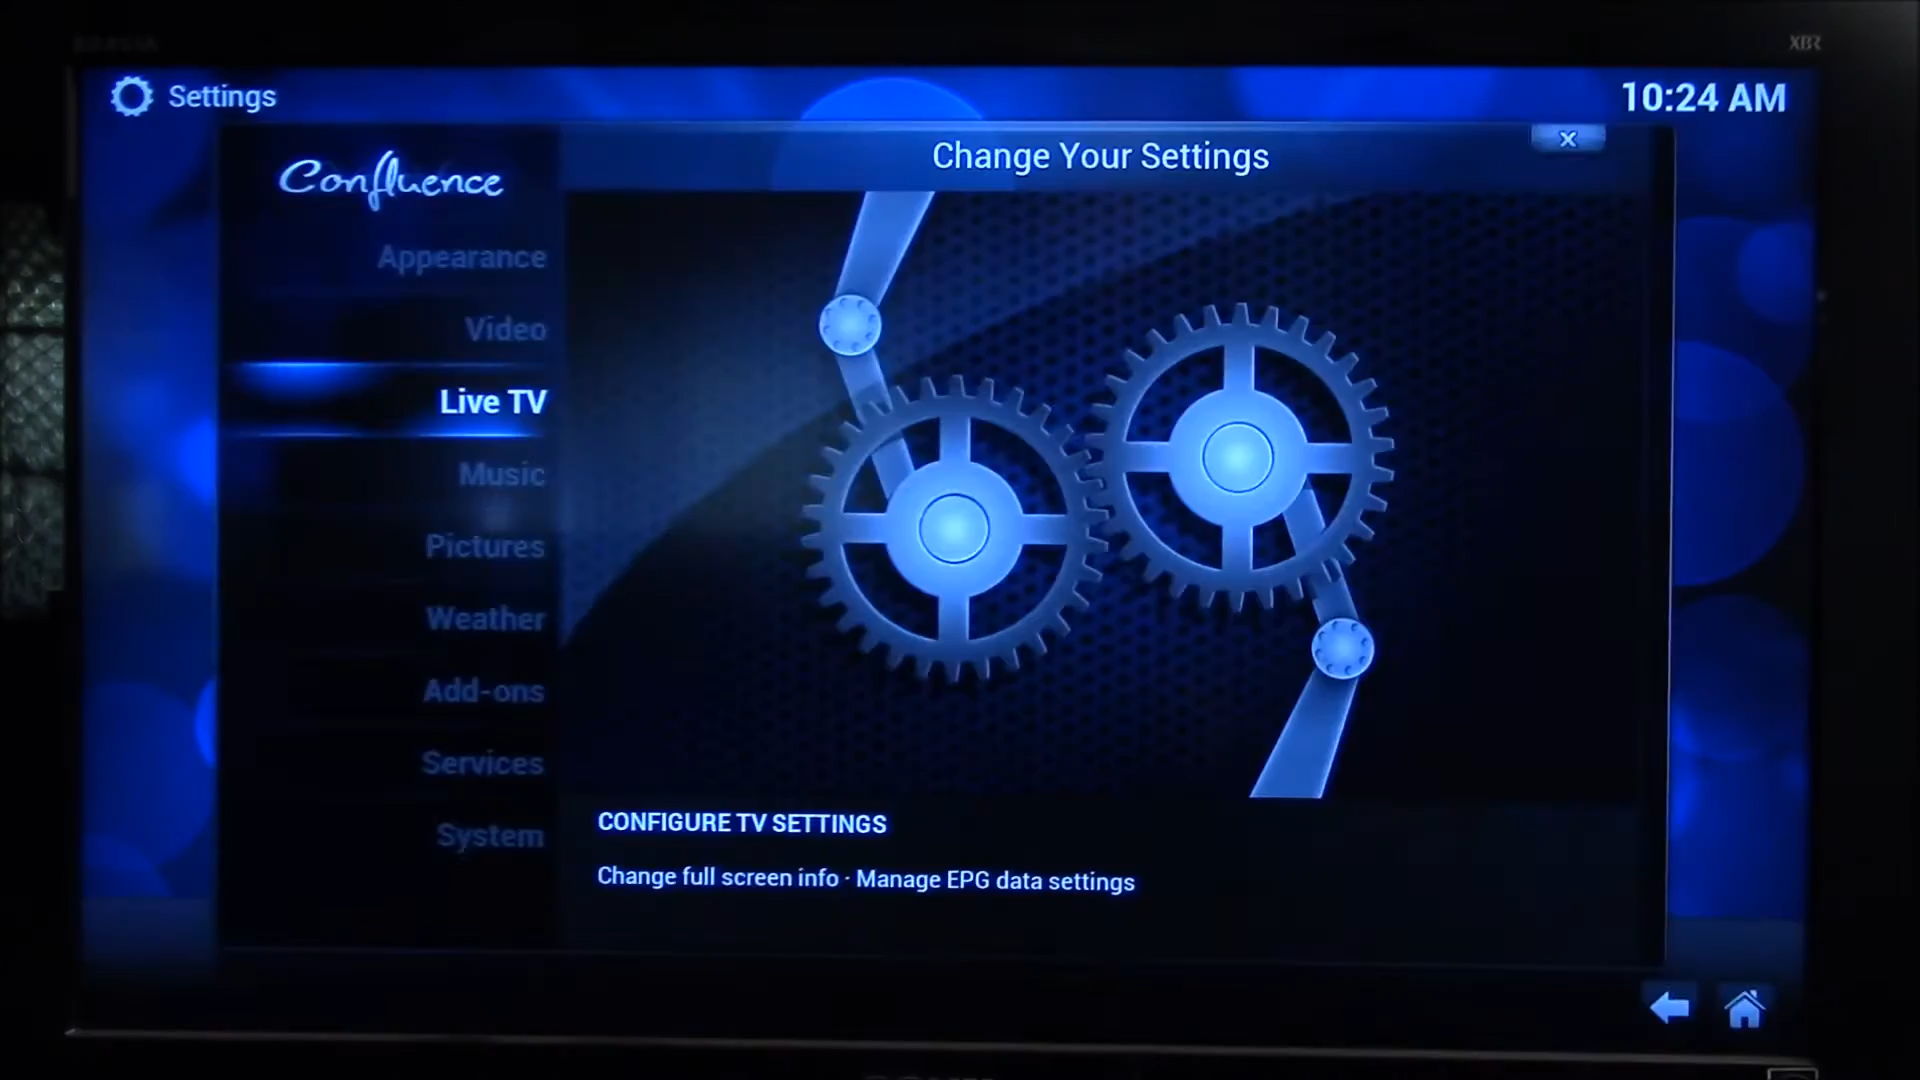 XBR
Settings
10:24 AM
Confluence
Change Your Settings
x
Appearance
Video
Live TV
Music
Pictures
Weather
Add-ons
Services
System
CONFIGURE TV SETTINGS
Change full screen info · Manage EPG data settings